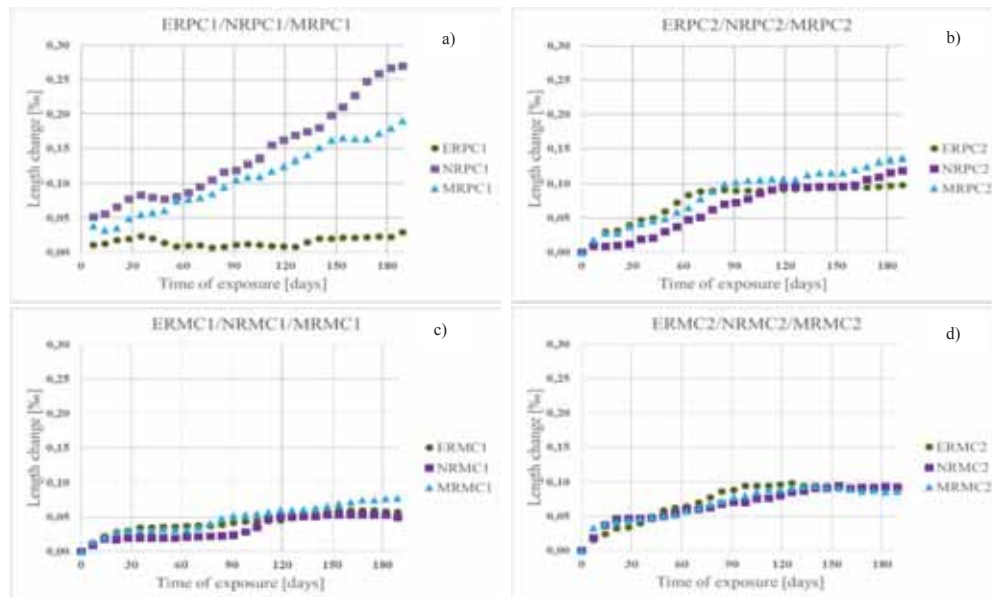 ERPC1/NRPC1/MRPC1
a)
0,30
0,25
0,20
0,15
0,10
0,05
0,00
Length change [‰]
0 30 60 90 120 150 180
Time of exposure [days]
ERPC1
NRPC1
MRPC1
ERPC2/NRPC2/MRPC2
b)
0,30
0,25
0,20
0,15
0,10
0,05
0,00
Length change [‰]
0 30 60 90 120 150 180
Time of exposure [days]
ERPC2
NRPC2
MRPC2
ERMC1/NRMC1/MRMC1
c)
0,30
0,25
0,20
0,15
0,10
0,05
0,00
Length change [‰]
0 30 60 90 120 150 180
Time of exposure [days]
ERMC1
NRMC1
MRMC1
ERMC2/NRMC2/MRMC2
d)
0,30
0,25
0,20
0,15
0,10
0,05
0,00
Length change [‰]
0 30 60 90 120 150 180
Time of exposure [days]
ERMC2
NRMC2
MRMC2